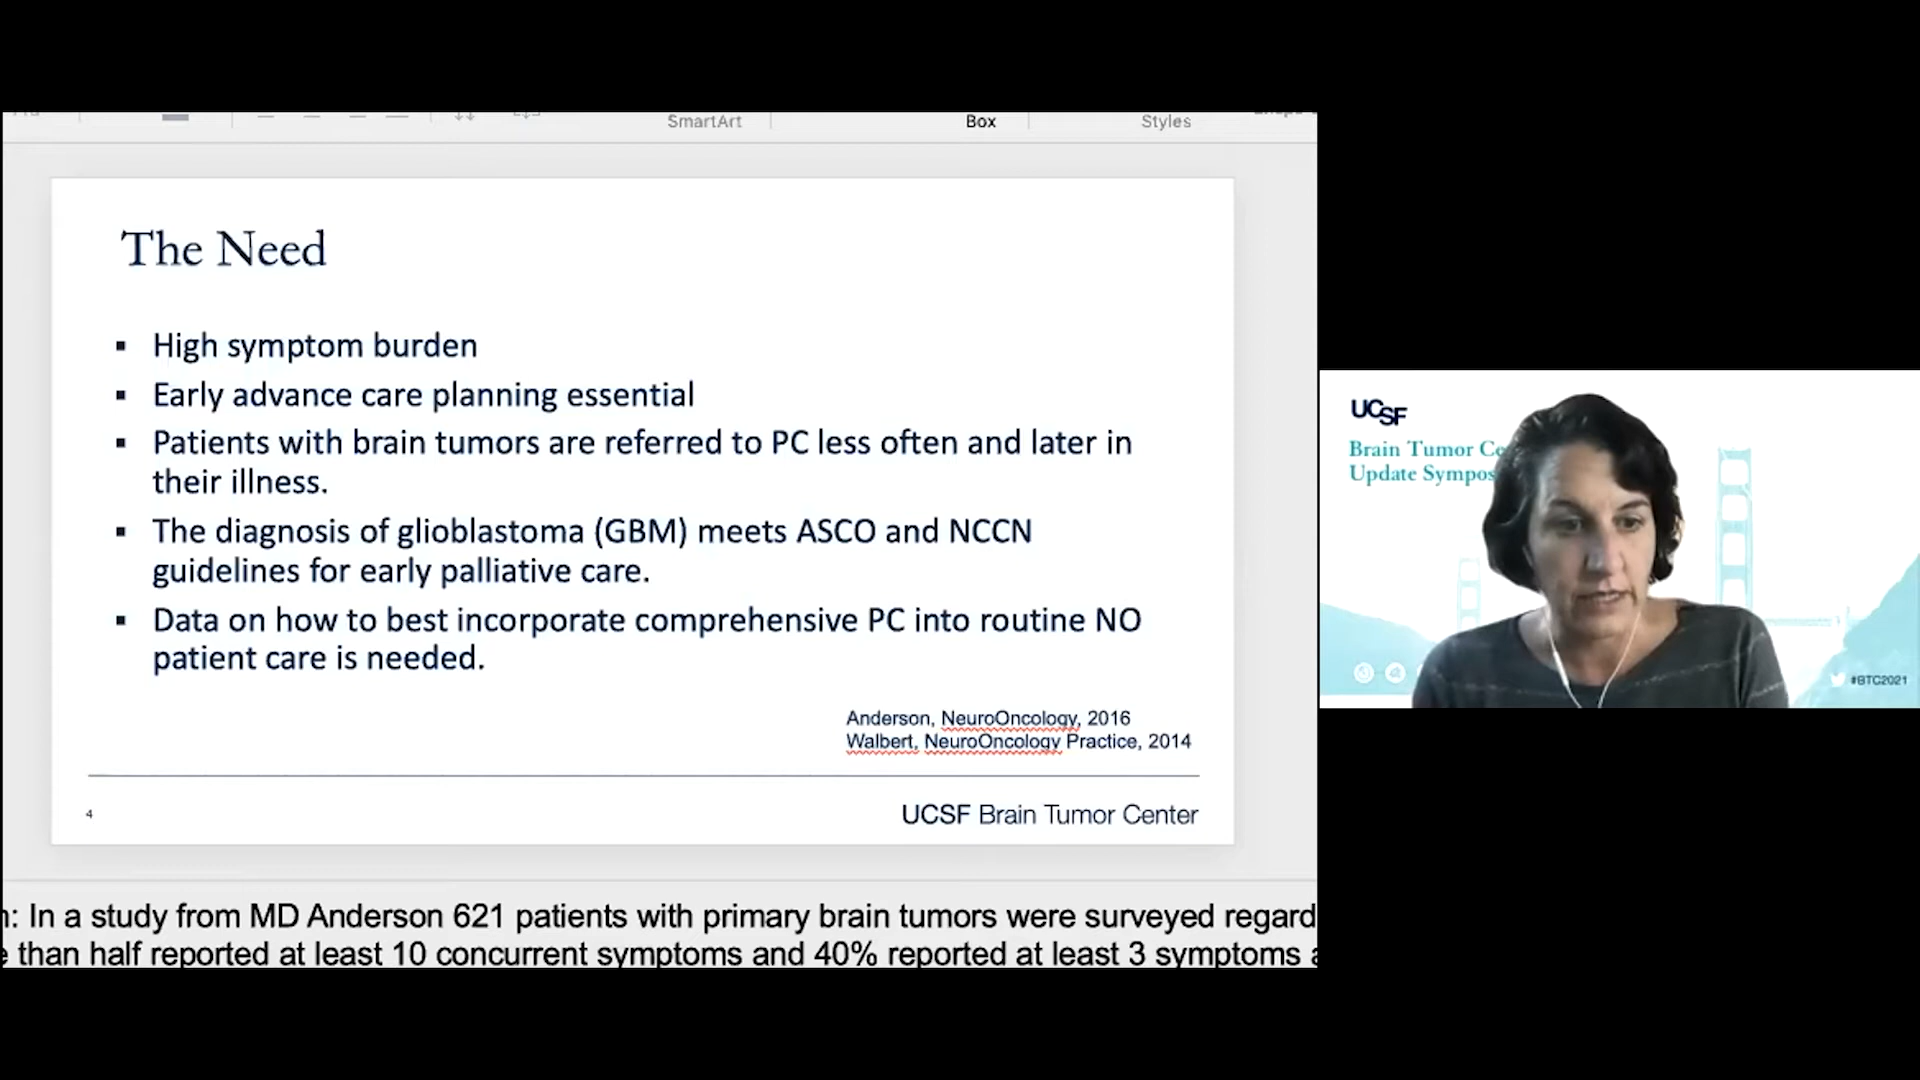 SmartArt
Box
Styles
The Need
▪ High symptom burden
▪ Early advance care planning essential
▪ Patients with brain tumors are referred to PC less often and later in
their illness.
▪ The diagnosis of glioblastoma (GBM) meets ASCO and NCCN
guidelines for early palliative care.
▪ Data on how to best incorporate comprehensive PC into routine NO
patient care is needed.
Anderson, NeuroOncology, 2016
Walbert, NeuroOncology Practice, 2014
4
UCSF Brain Tumor Center
: In a study from MD Anderson 621 patients with primary brain tumors were surveyed regard
than half reported at least 10 concurrent symptoms and 40% reported at least 3 symptoms
UCSF
Brain Tumor Ce
Update Sympos
#BTC2021